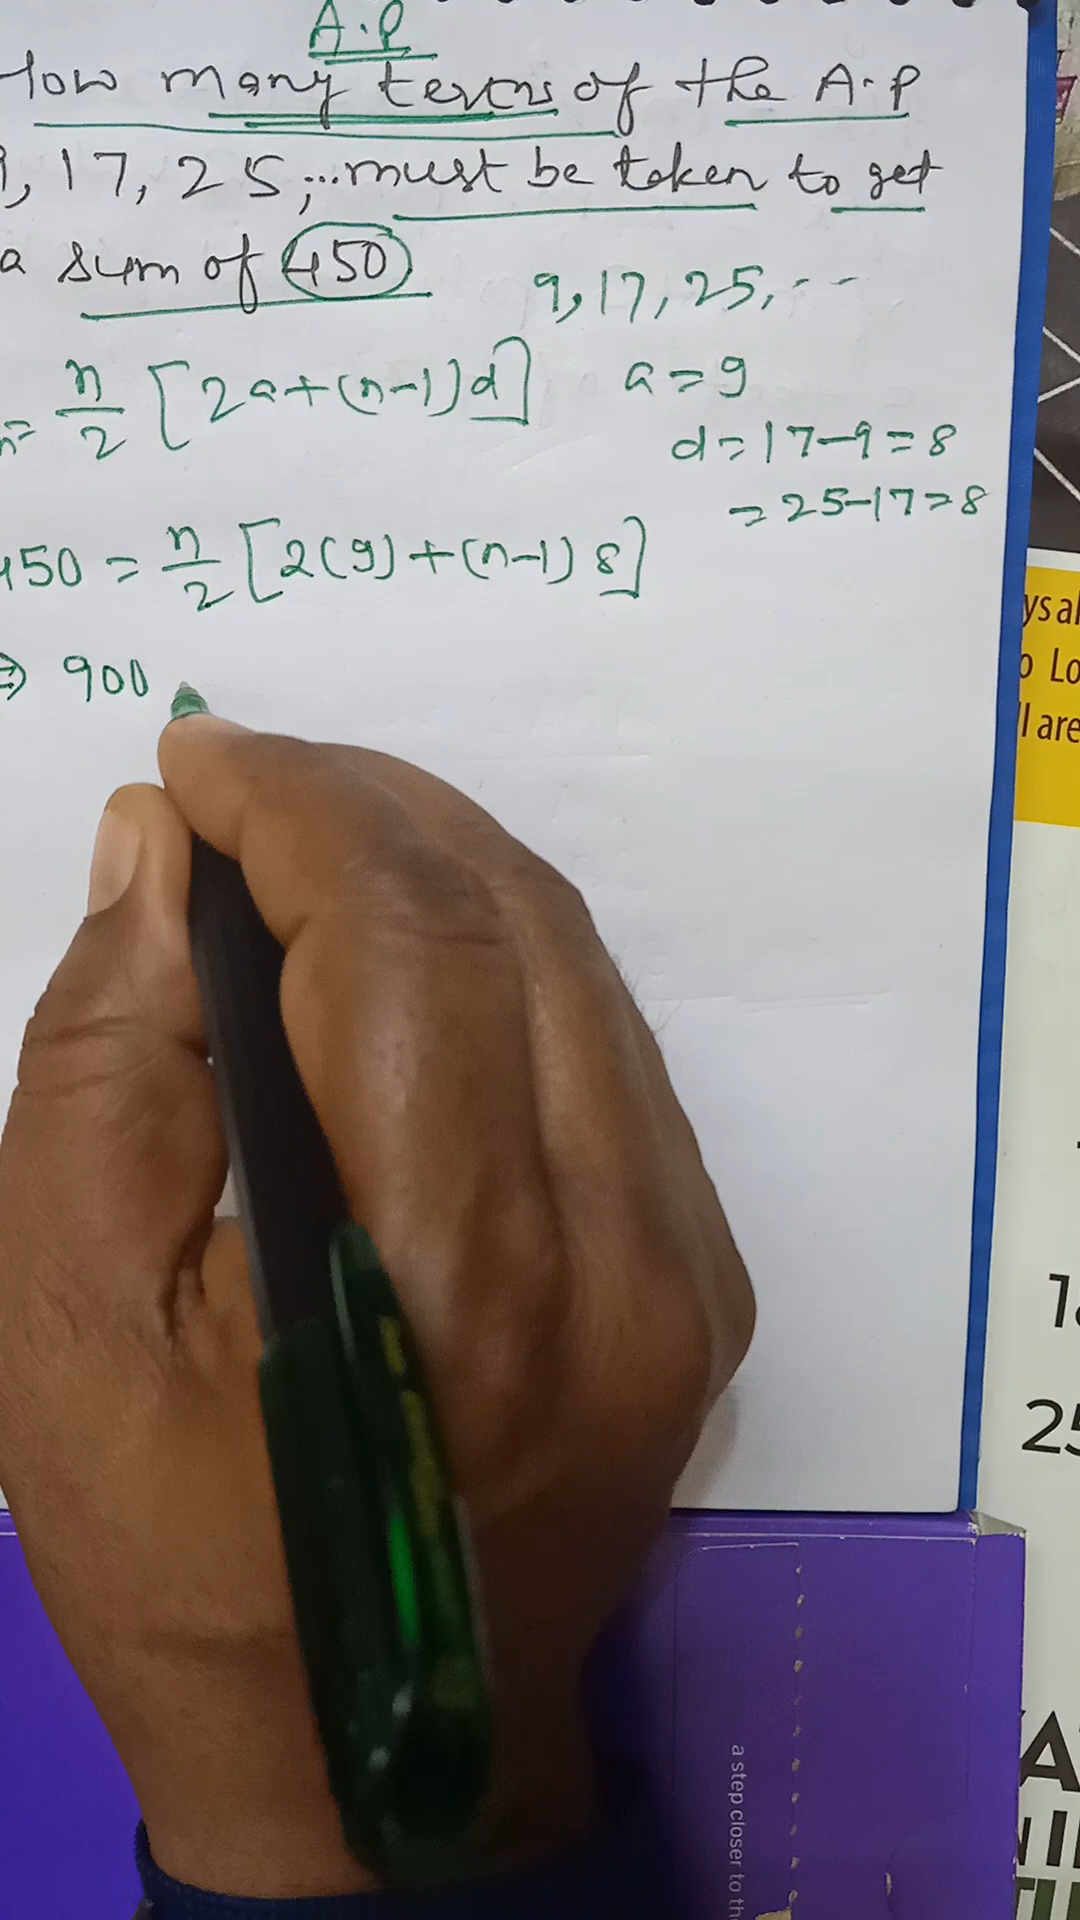 A.P
How many terms of the A.P
9, 17, 25, ... must be taken to get
a sum of 450
9, 17, 25, --
n = n/2 [2a+(n-1)d]
a = 9
d = 17-9 = 8
= 25-17 = 8
450 = n/2 [2(9)+(n-1) 8]
⇒ 900
ys al
o Lo
ll are
25
a step closer to th